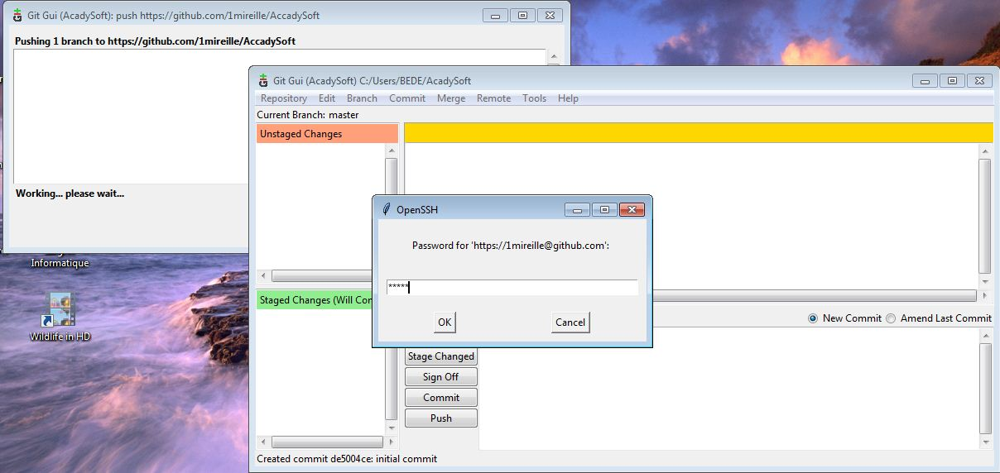 Git Gui (AcadySoft): push https://github.com/1mireille/AccadySoft
Pushing 1 branch to https://github.com/1mireille/AccadySoft
Working... please wait...
Git Gui (AcadySoft) C:/Users/BEDE/AcadySoft
Repository Edit Branch Commit Merge Remote Tools Help
Current Branch: master
Unstaged Changes
OpenSSH
Password for 'https://1mireille@github.com':
*****
OK Cancel
Staged Changes (Will Con
New Commit Amend Last Commit
Stage Changed
Sign Off
Commit
Push
Created commit de5004ce: initial commit
Informatique
Wildlife in HD